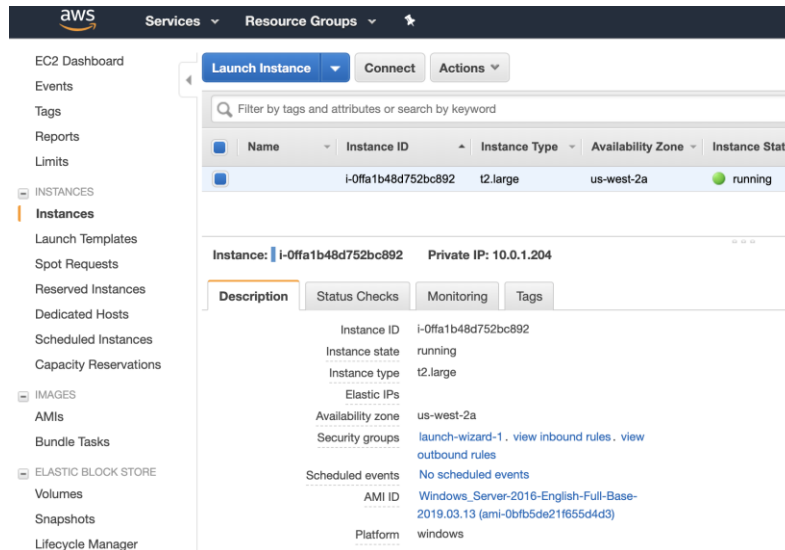 aws Services Resource Groups
EC2 Dashboard
Events
Tags
Reports
Limits
INSTANCES
Instances
Launch Templates
Spot Requests
Reserved Instances
Dedicated Hosts
Scheduled Instances
Capacity Reservations
IMAGES
AMIs
Bundle Tasks
ELASTIC BLOCK STORE
Volumes
Snapshots
Lifecycle Manager
Launch Instance Connect Actions
Filter by tags and attributes or search by keyword
Name Instance ID Instance Type Availability Zone Instance Stat
i-0ffa1b48d752bc892 t2.large us-west-2a running
Instance: i-0ffa1b48d752bc892 Private IP: 10.0.1.204
Description Status Checks Monitoring Tags
Instance ID i-0ffa1b48d752bc892
Instance state running
Instance type t2.large
Elastic IPs
Availability zone us-west-2a
Security groups launch-wizard-1. view inbound rules. view
outbound rules
Scheduled events No scheduled events
AMI ID Windows_Server-2016-English-Full-Base-
2019.03.13 (ami-0bfb5de21f655d4d3)
Platform windows